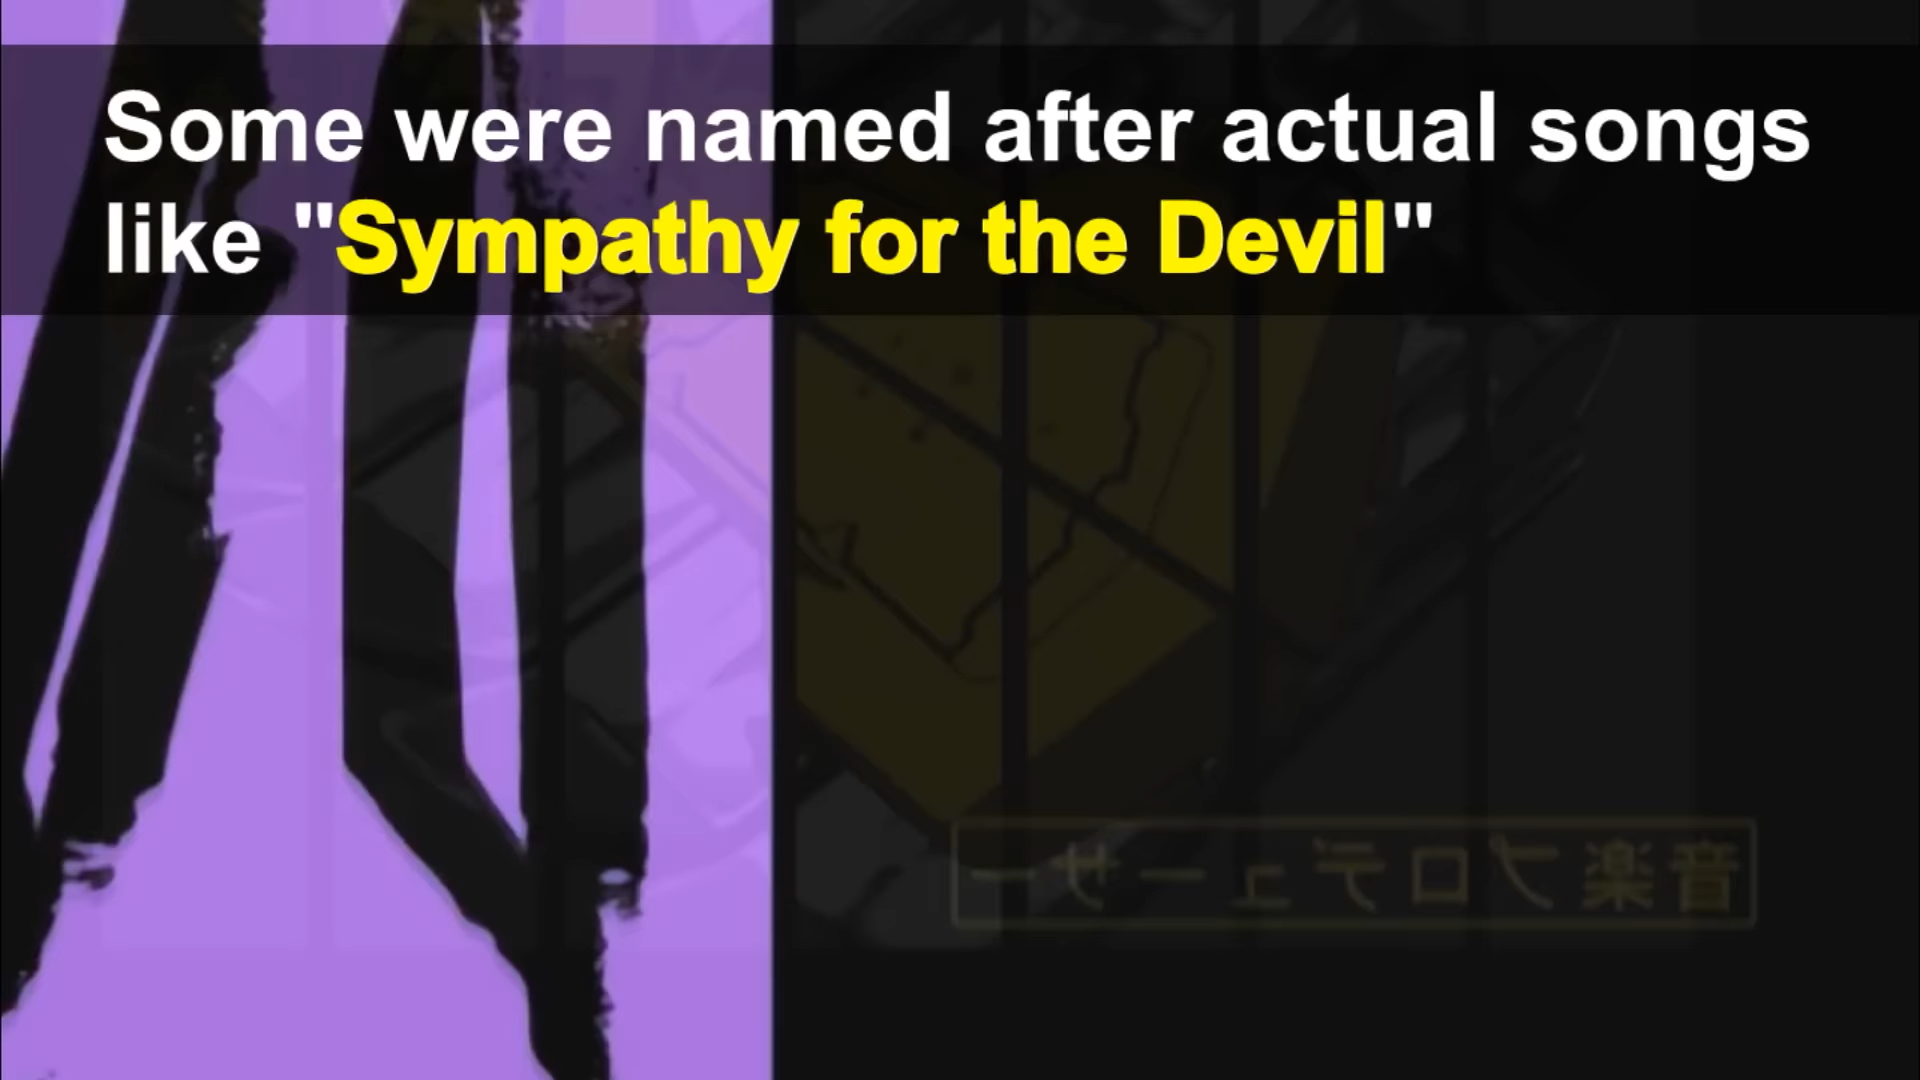 Some were named after actual songs
like "Sympathy for the Devil"
音楽プロデューサー